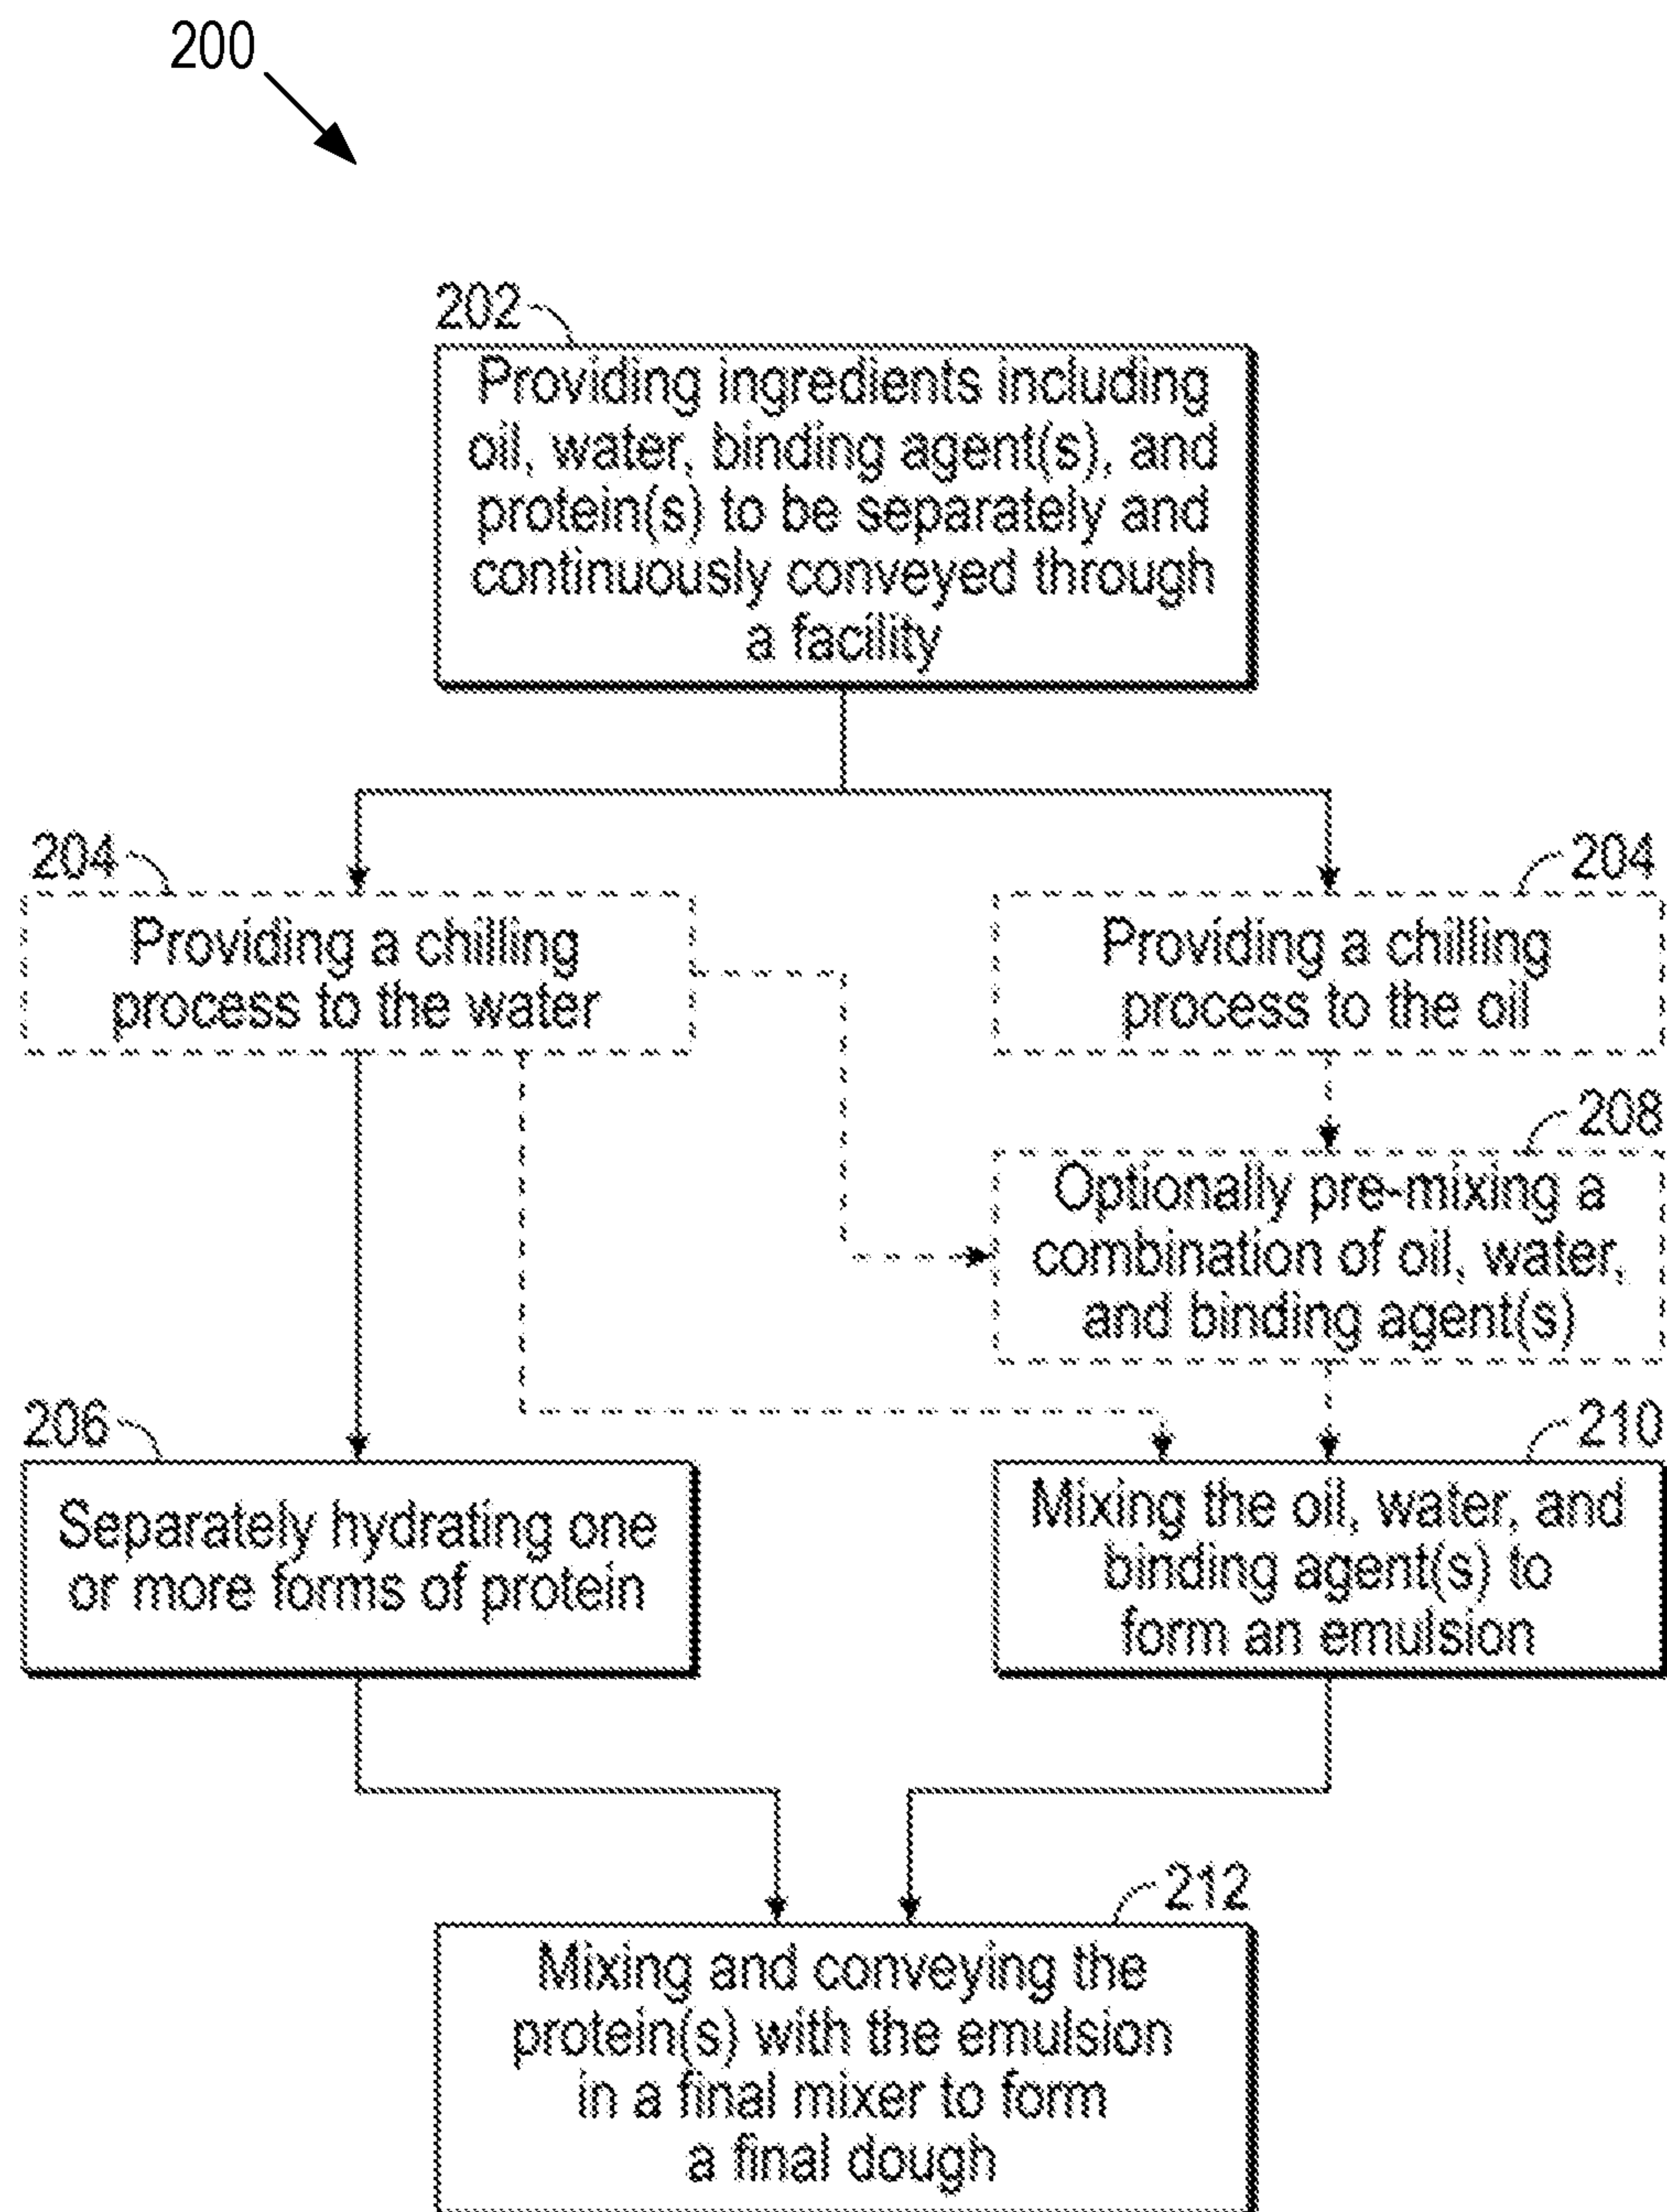 200
202
Providing ingredients including
oil, water, binding agent(s), and
protein(s) to be separately and
continuously conveyed through
a facility
204
Providing a chilling
process to the water
204
Providing a chilling
process to the oil
208
Optionally pre-mixing a
combination of oil, water,
and binding agent(s)
206
Separately hydrating one
or more forms of protein
210
Mixing the oil, water, and
binding agent(s) to
form an emulsion
212
Mixing and conveying the
protein(s) with the emulsion
in a final mixer to form
a final dough